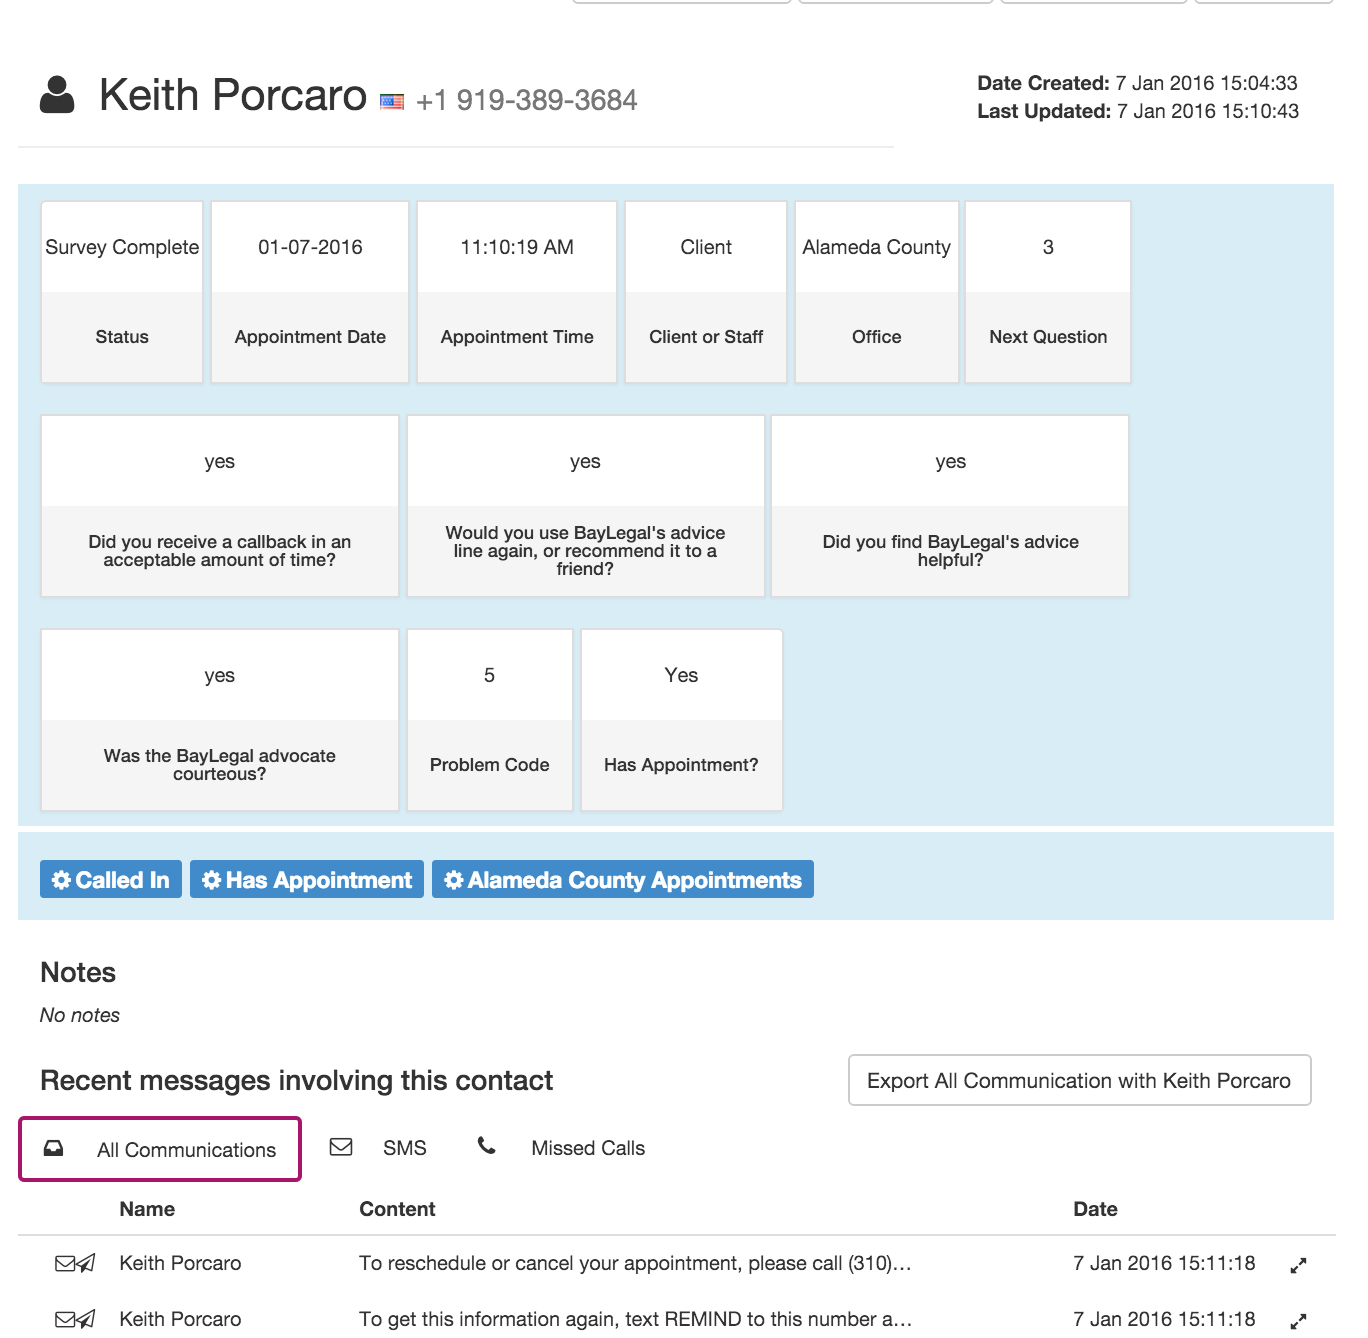 Keith Porcaro +1 919-389-3684
Date Created: 7 Jan 2016 15:04:33
Last Updated: 7 Jan 2016 15:10:43
Survey Complete
Status
01-07-2016
Appointment Date
11:10:19 AM
Appointment Time
Client
Client or Staff
Alameda County
Office
3
Next Question
yes
Did you receive a callback in an
acceptable amount of time?
yes
Would you use BayLegal's advice
line again, or recommend it to a
friend?
yes
Did you find BayLegal's advice
helpful?
yes
Was the BayLegal advocate
courteous?
5
Problem Code
Yes
Has Appointment?
Called In
Has Appointment
Alameda County Appointments
Notes
No notes
Recent messages involving this contact
Export All Communication with Keith Porcaro
All Communications
SMS
Missed Calls
Name Content Date
Keith Porcaro To reschedule or cancel your appointment, please call (310)... 7 Jan 2016 15:11:18
Keith Porcaro To get this information again, text REMIND to this number a... 7 Jan 2016 15:11:18